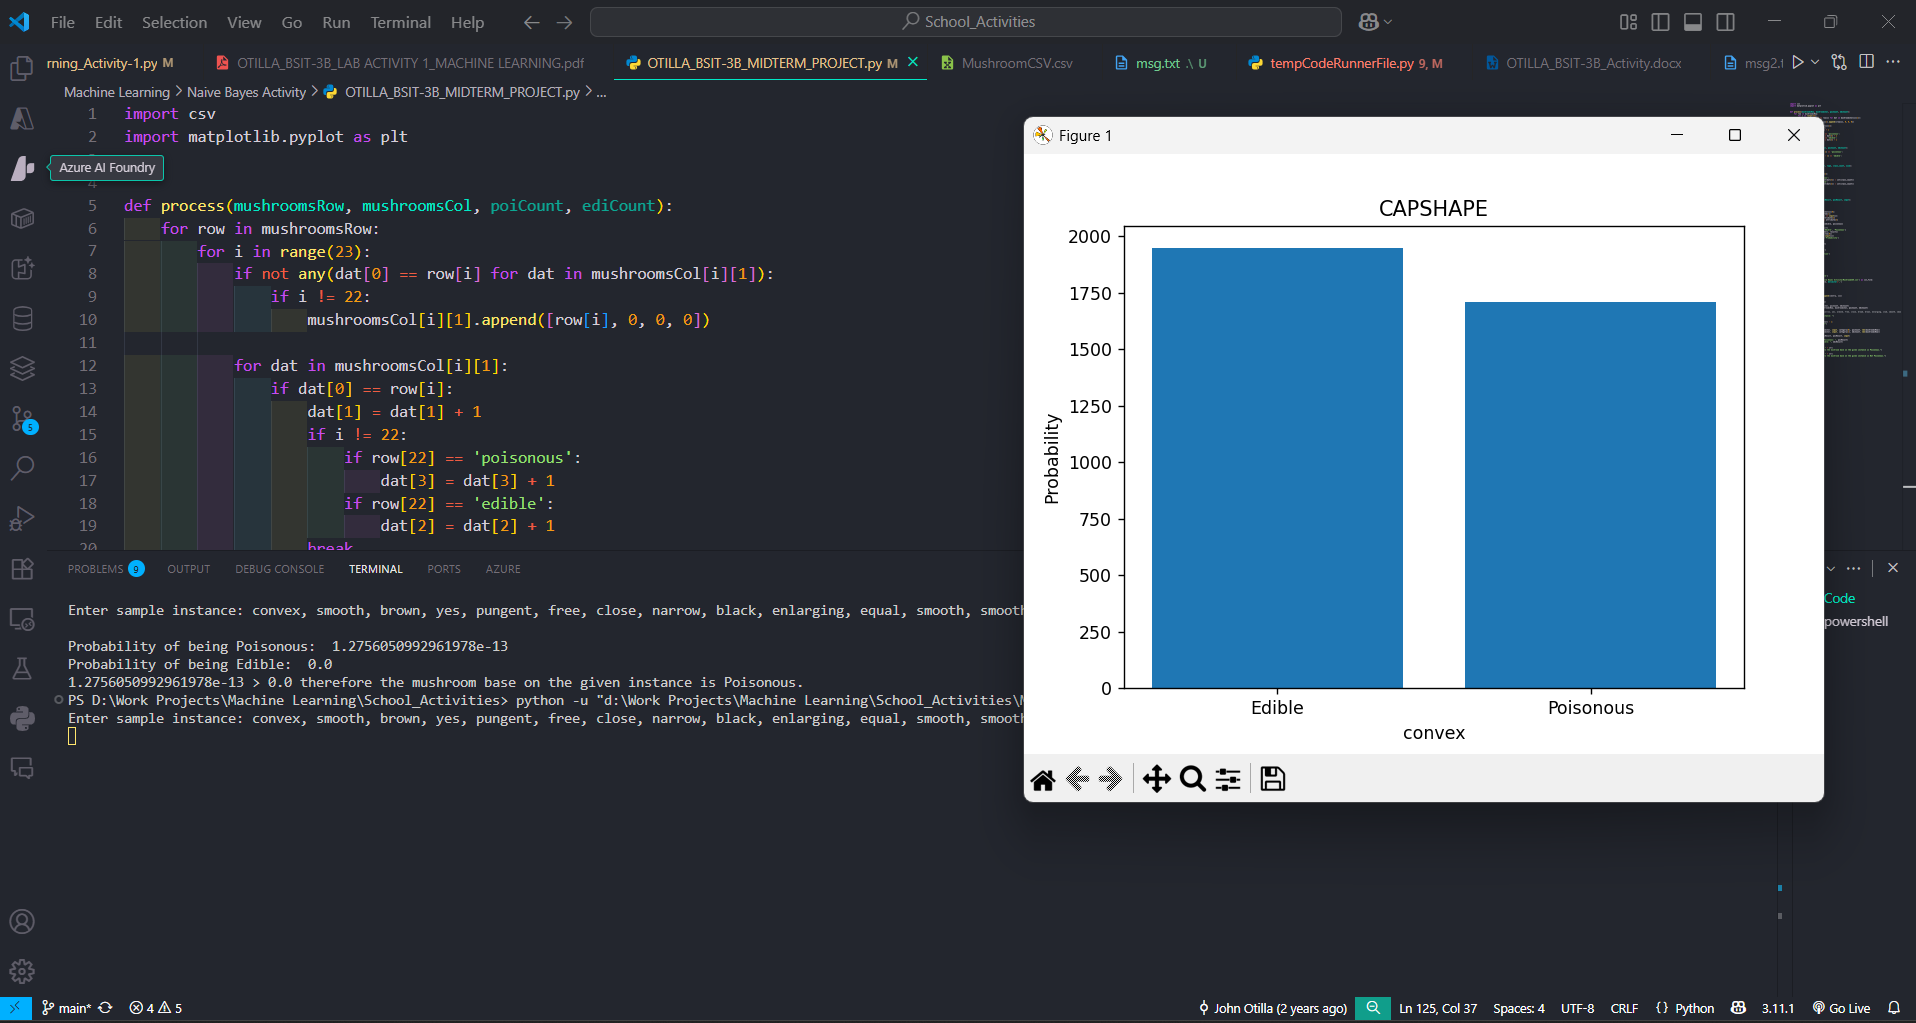 File Edit Selection View Go Run Terminal Help
School_Activities
rning_Activity-1.py M
OTILLA_BSIT-3B_LAB ACTIVITY 1_MACHINE LEARNING.pdf
OTILLA_BSIT-3B_MIDTERM_PROJECT.py M
MushroomCSV.csv
msg.txt .\ U
tempCodeRunnerFile.py 9, M
OTILLA_BSIT-3B_Activity.docx
msg2.t
Machine Learning > Naive Bayes Activity > OTILLA_BSIT-3B_MIDTERM_PROJECT.py > ...
1 import csv
2 import matplotlib.pyplot as plt
Azure AI Foundry
4
5 def process(mushroomsRow, mushroomsCol, poiCount, ediCount):
6 for row in mushroomsRow:
7 for i in range(23):
8 if not any(dat[0] == row[i] for dat in mushroomsCol[i][1]):
9 if i != 22:
10 mushroomsCol[i][1].append([row[i], 0, 0, 0])
11
12 for dat in mushroomsCol[i][1]:
13 if dat[0] == row[i]:
14 dat[1] = dat[1] + 1
15 if i != 22:
16 if row[22] == 'poisonous':
17 dat[3] = dat[3] + 1
18 if row[22] == 'edible':
19 dat[2] = dat[2] + 1
20 break
PROBLEMS 9 OUTPUT DEBUG CONSOLE TERMINAL PORTS AZURE
Enter sample instance: convex, smooth, brown, yes, pungent, free, close, narrow, black, enlarging, equal, smooth, smooth
Probability of being Poisonous: 1.2756050992961978e-13
Probability of being Edible: 0.0
1.2756050992961978e-13 > 0.0 therefore the mushroom base on the given instance is Poisonous.
PS D:\Work Projects\Machine Learning\School_Activities> python -u "d:\Work Projects\Machine Learning\School_Activities\M
Enter sample instance: convex, smooth, brown, yes, pungent, free, close, narrow, black, enlarging, equal, smooth, smooth
Code
powershell
Figure 1
CAPSHAPE
2000
1750
1500
1250
1000
750
500
250
0
Probability
Edible Poisonous
convex
5
main* 4 5
John Otilla (2 years ago) Ln 125, Col 37 Spaces: 4 UTF-8 CRLF {} Python 3.11.1 Go Live